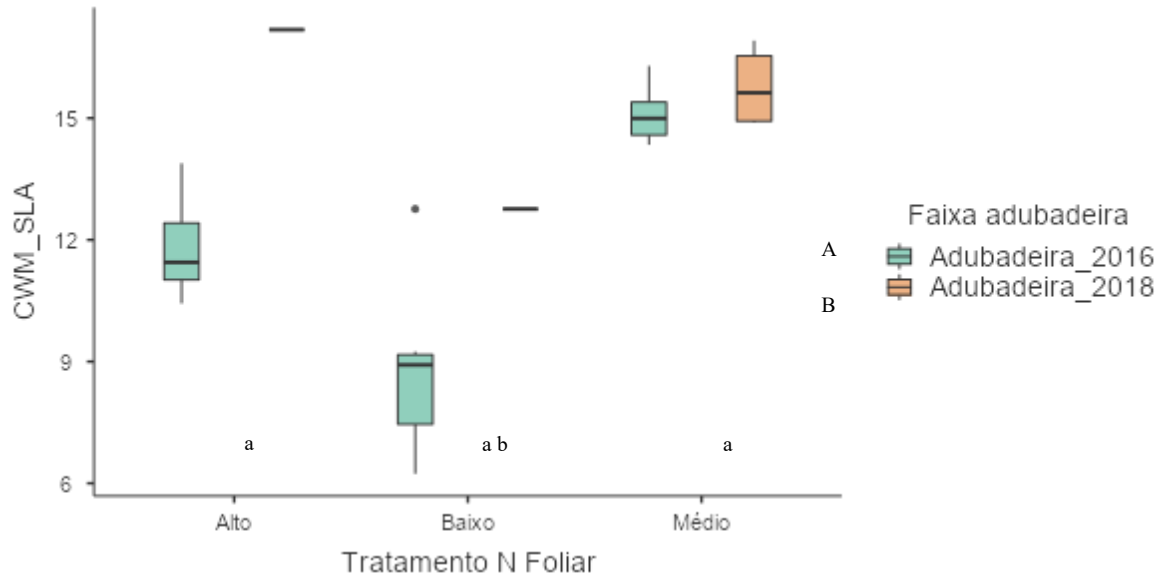 CWM_SLA
15
12
9
6
a
a b
a
Alto
Baixo
Médio
Tratamento N Foliar
Faixa adubadeira
A
Adubadeira_2016
B
Adubadeira_2018